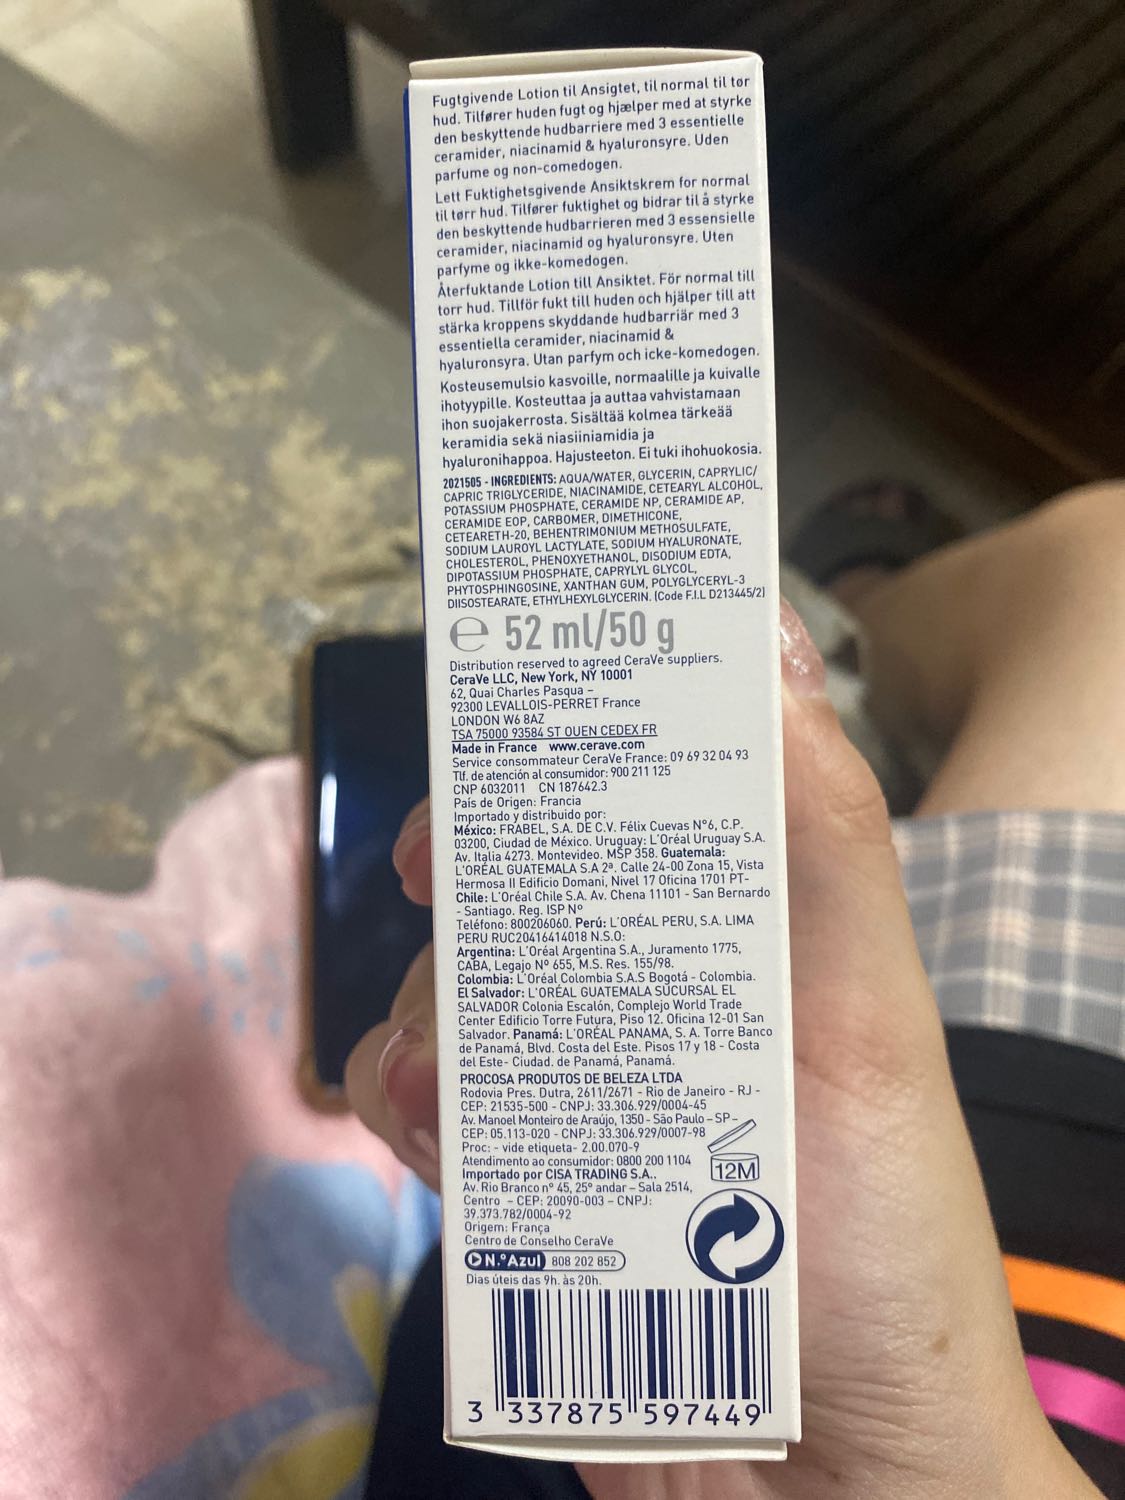 Fugtgivende Lotion til Ansigtet, til normal til tør
hud. Tilfører huden fugt og hjælper med at styrke
den beskyttende hudbarriere med 3 essentielle
ceramider, niacinamid & hyaluronsyre. Uden
parfume og non-comedogen.
Lett Fuktighetsgivende Ansiktskrem for normal
til tørr hud. Tilfører fuktighet og bidrar til å styrke
den beskyttende hudbarrieren med 3 essensielle
ceramider, niacinamid og hyaluronsyre. Uten
parfyme og ikke-komedogen.
Återfuktande Lotion till Ansiktet. För normal till
torr hud. Tillför fukt till huden och hjälper till att
stärka kroppens skyddande hudbarriär med 3
essentiella ceramider, niacinamid &
hyaluronsyra. Utan parfym och icke-komedogen.
Kosteusemulsio kasvoille, normaalille ja kuivalle
ihotyypille. Kosteuttaa ja auttaa vahvistamaan
ihon suojakerrosta. Sisältää kolmea tärkeää
keramidia sekä niasiiniamidia ja
hyaluronihappoa. Hajusteeton. Ei tuki ihohuokosia.
2021505 - INGREDIENTS: AQUA/WATER, GLYCERIN, CAPRYLIC/
CAPRIC TRIGLYCERIDE, NIACINAMIDE, CETEARYL ALCOHOL,
POTASSIUM PHOSPHATE, CERAMIDE NP, CERAMIDE AP,
CERAMIDE EOP, CARBOMER, DIMETHICONE,
CETEARETH-20, BEHENTRIMONIUM METHOSULFATE,
SODIUM LAUROYL LACTYLATE, SODIUM HYALURONATE,
CHOLESTEROL, PHENOXYETHANOL, DISODIUM EDTA,
DIPOTASSIUM PHOSPHATE, CAPRYLYL GLYCOL,
PHYTOSPHINGOSINE, XANTHAN GUM, POLYGLYCERYL-3
DIISOSTEARATE, ETHYLHEXYLGLYCERIN. (Code F.I.L D213445/2)
℮ 52 ml/50 g
Distribution reserved to agreed CeraVe suppliers.
CeraVe LLC, New York, NY 10001
62, Quai Charles Pasqua –
92300 LEVALLOIS-PERRET France
LONDON W6 8AZ
TSA 75000 93584 ST OUEN CEDEX FR
Made in France www.cerave.com
Service consommateur CeraVe France: 09 69 32 04 93
Tlf. de atención al consumidor: 900 211 125
CNP 6032011 CN 187642.3
País de Origen: Francia
Importado y distribuido por:
México: FRABEL, S.A. DE C.V. Félix Cuevas N°6, C.P.
03200, Ciudad de México. Uruguay: L'Oréal Uruguay S.A.
Av. Italia 4273. Montevideo. MSP 358. Guatemala:
L'ORÉAL GUATEMALA S.A 2ª. Calle 24-00 Zona 15, Vista
Hermosa II Edificio Domani, Nivel 17 Oficina 1701 PT-
Chile: L'Oréal Chile S.A. Av. Chena 11101 - San Bernardo
- Santiago. Reg. ISP Nº
Teléfono: 800206060. Perú: L'ORÉAL PERU, S.A. LIMA
PERU RUC20416414018 N.S.O:
Argentina: L'Oréal Argentina S.A., Juramento 1775,
CABA, Legajo Nº 655, M.S. Res. 155/98.
Colombia: L'Oréal Colombia S.A.S Bogotá - Colombia.
El Salvador: L'ORÉAL GUATEMALA SUCURSAL EL
SALVADOR Colonia Escalón, Complejo World Trade
Center Edificio Torre Futura, Piso 12. Oficina 12-01 San
Salvador. Panamá: L'ORÉAL PANAMA, S. A. Torre Banco
de Panamá, Blvd. Costa del Este. Pisos 17 y 18 - Costa
del Este- Ciudad. de Panamá, Panamá.
PROCOSA PRODUTOS DE BELEZA LTDA
Rodovia Pres. Dutra, 2611/2671 - Rio de Janeiro - RJ -
CEP: 21535-500 - CNPJ: 33.306.929/0004-45
Av. Manoel Monteiro de Araújo, 1350 - São Paulo – SP –
CEP: 05.113-020 - CNPJ: 33.306.929/0007-98
Proc: - vide etiqueta- 2.00.070-9
Atendimento ao consumidor: 0800 200 1104
12M
Importado por CISA TRADING S.A..
Av. Rio Branco nº 45, 25º andar – Sala 2514,
Centro – CEP: 20090-003 – CNPJ:
39.373.782/0004-92
Origem: França
Centro de Conselho CeraVe
N.º Azul 808 202 852
Dias úteis das 9h. às 20h.
3 337875 597449